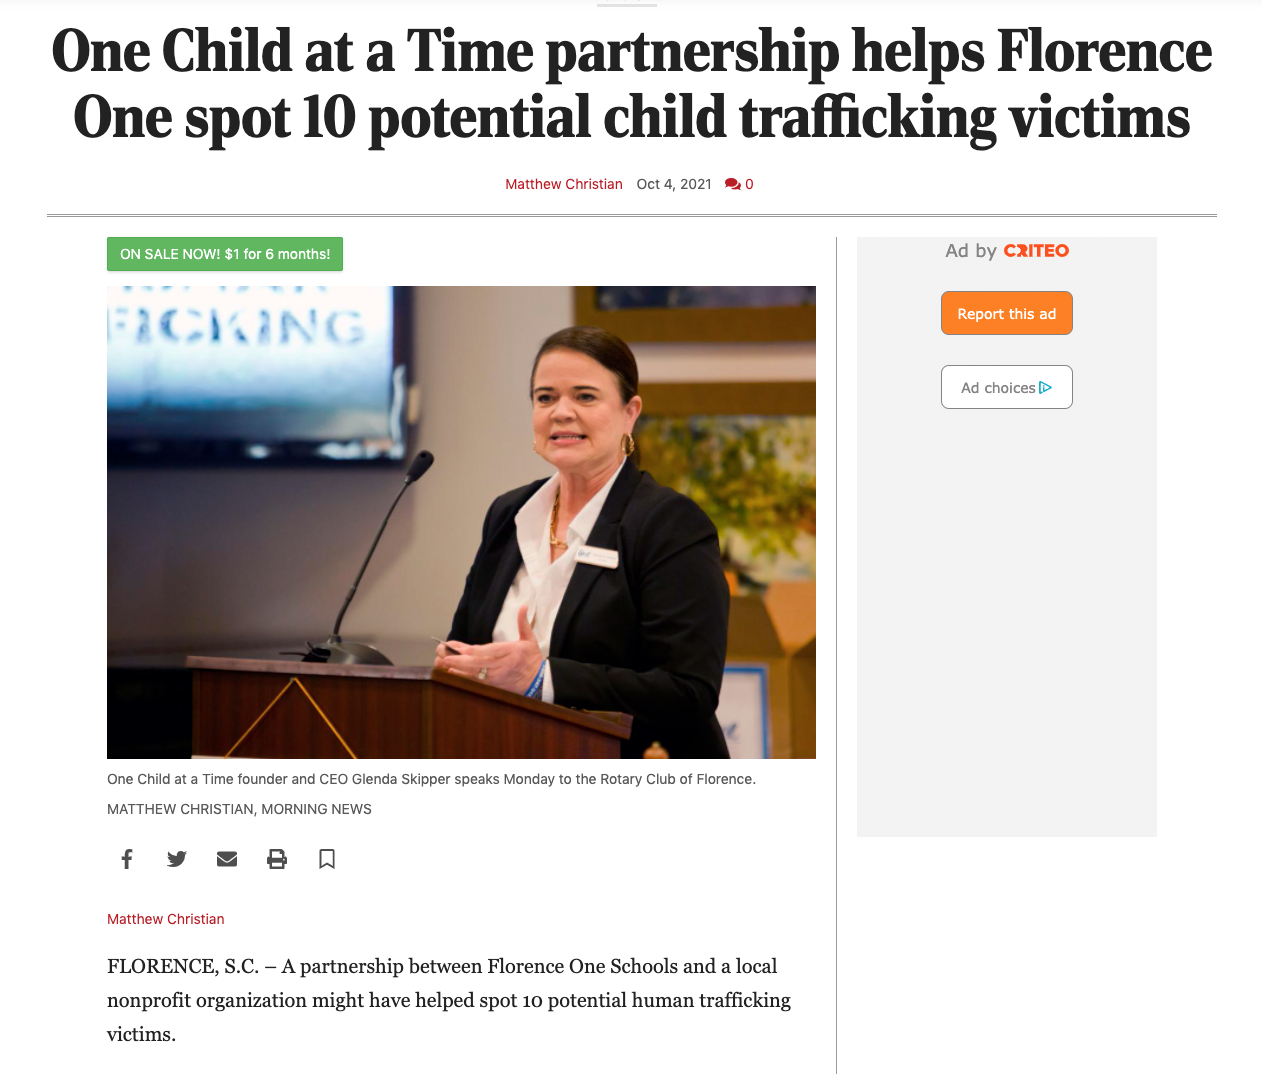 One Child at a Time partnership helps Florence
One spot 10 potential child trafficking victims
Matthew Christian Oct 4, 2021 0
ON SALE NOW! $1 for 6 months!
FICKING
One Child at a Time founder and CEO Glenda Skipper speaks Monday to the Rotary Club of Florence.
MATTHEW CHRISTIAN, MORNING NEWS
Matthew Christian
FLORENCE, S.C. – A partnership between Florence One Schools and a local
nonprofit organization might have helped spot 10 potential human trafficking
victims.
Ad by CRITEO
Report this ad
Ad choices